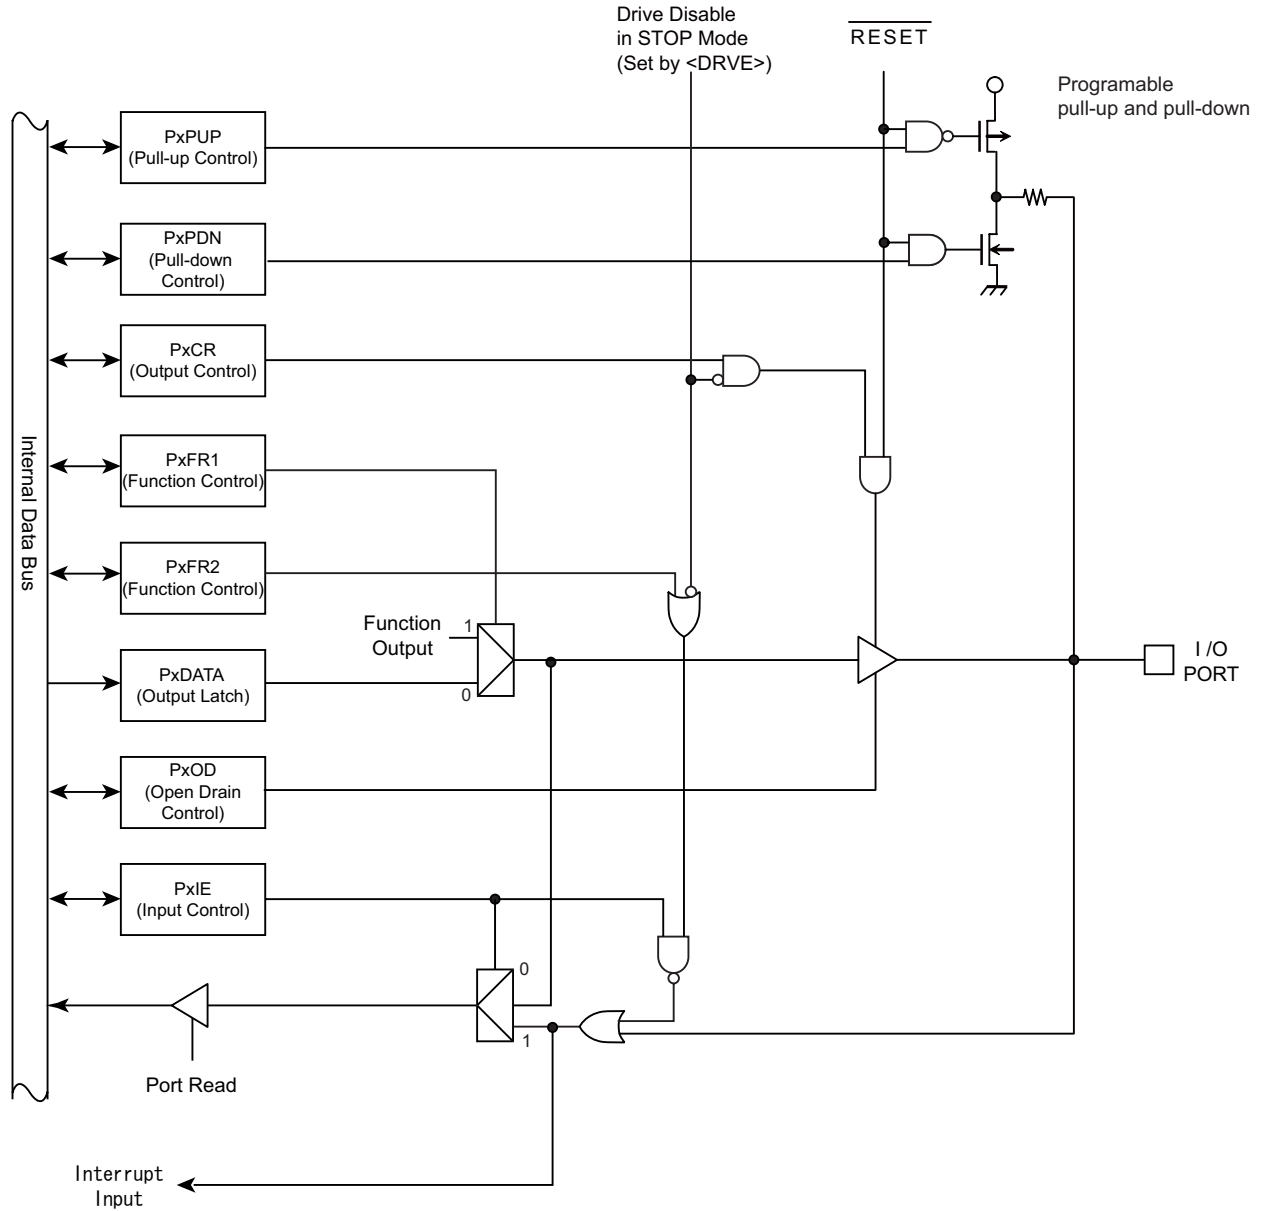 Drive Disable
in STOP Mode
(Set by <DRVE>)
RESET
Programable
pull-up and pull-down
PxPUP
(Pull-up Control)
PxPDN
(Pull-down
Control)
PxCR
(Output Control)
Internal Data Bus
PxFR1
(Function Control)
PxFR2
(Function Control)
Function
Output
1
0
PxDATA
(Output Latch)
I /O
PORT
PxOD
(Open Drain
Control)
PxIE
(Input Control)
0
1
Port Read
Interrupt
Input